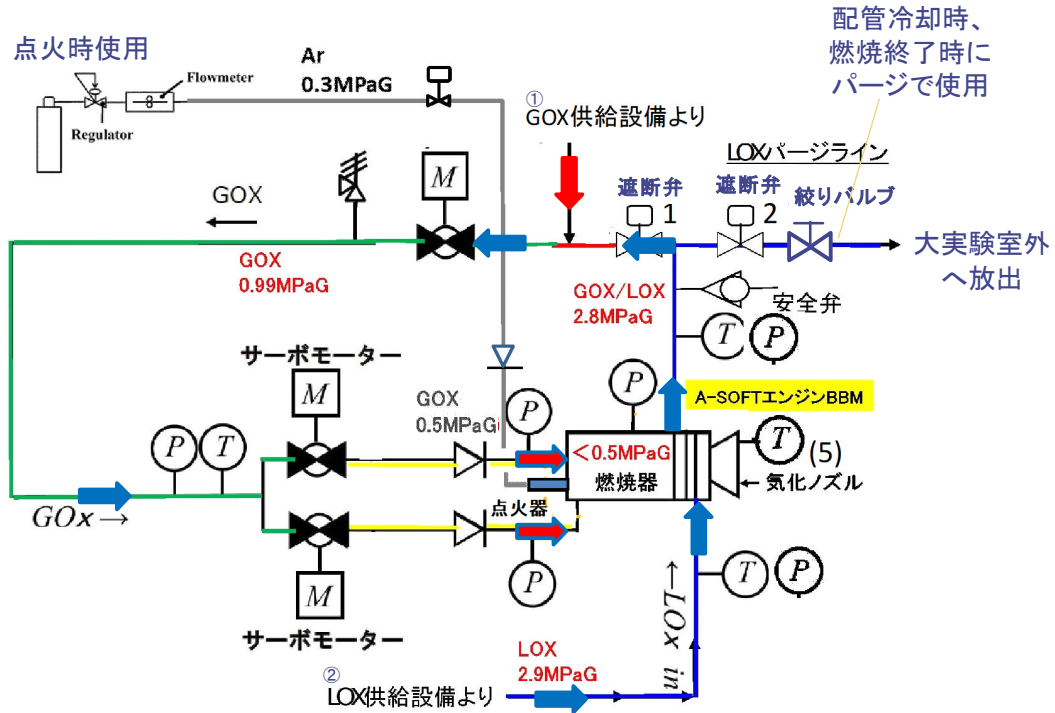 点火時使用
Flowmeter
Regulator
Ar
0.3MPaG
①
GOX供給設備より
配管冷却時、
燃焼終了時に
パージで使用
LOXパージライン
遮断弁
1
遮断弁
2
絞りバルブ
大実験室外
へ放出
M
GOX
←
GOX
0.99MPaG
GOX/LOX
2.8MPaG
安全弁
T
P
サーボモーター
M
GOX
0.5MPaG
P
P
A-SOFTエンジンBBM
P
T
<0.5MPaG
燃焼器
T
(5)
気化ノズル
GOx→
点火器
P
M
サーボモーター
T
P
←LOx in
LOX
2.9MPaG
②
LOX供給設備より